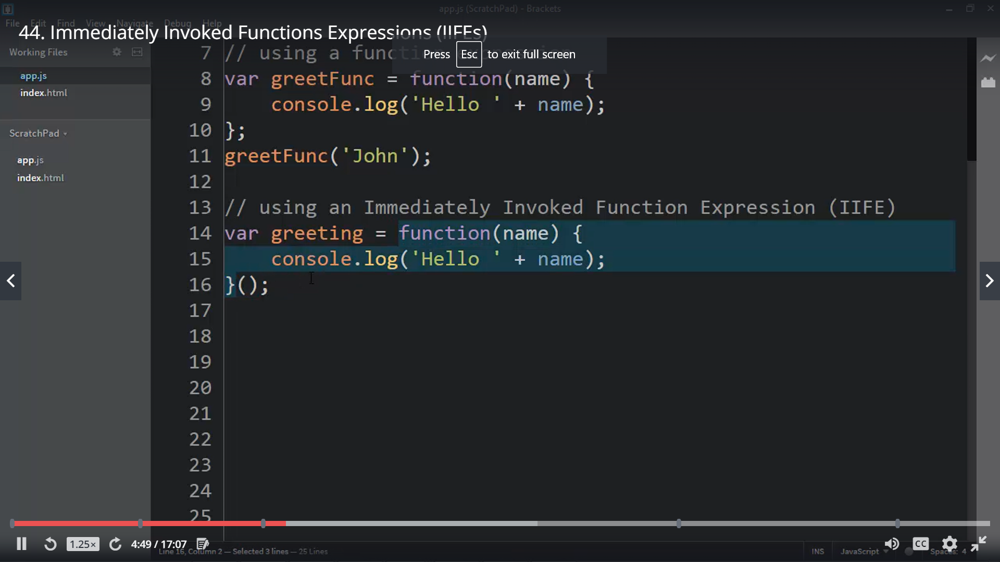 app.js (ScratchPad) - Brackets
File Edit Find View Navigate Debug Help
44. Immediately Invoked Functions Expressions (IIFEs)
Press Esc to exit full screen
Working Files
app.js
index.html
ScratchPad
app.js
index.html
7 // using a function expression
8 var greetFunc = function(name) {
9 console.log('Hello ' + name);
10 };
11 greetFunc('John');
12
13 // using an Immediately Invoked Function Expression (IIFE)
14 var greeting = function(name) {
15 console.log('Hello ' + name);
16 }();
17
18
19
20
21
22
23
24
25
1.25× 4:49 / 17:07 CC
Line 16, Column 2 — Selected 3 lines — 25 Lines INS JavaScript Spaces: 4